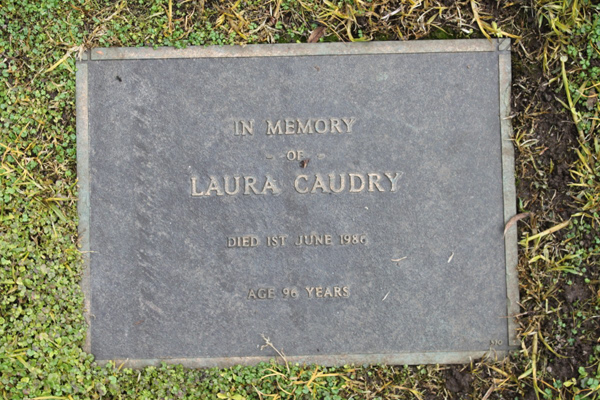 IN MEMORY
- OF -
LAURA CAUDRY
DIED 1ST JUNE 1986
AGE 96 YEARS